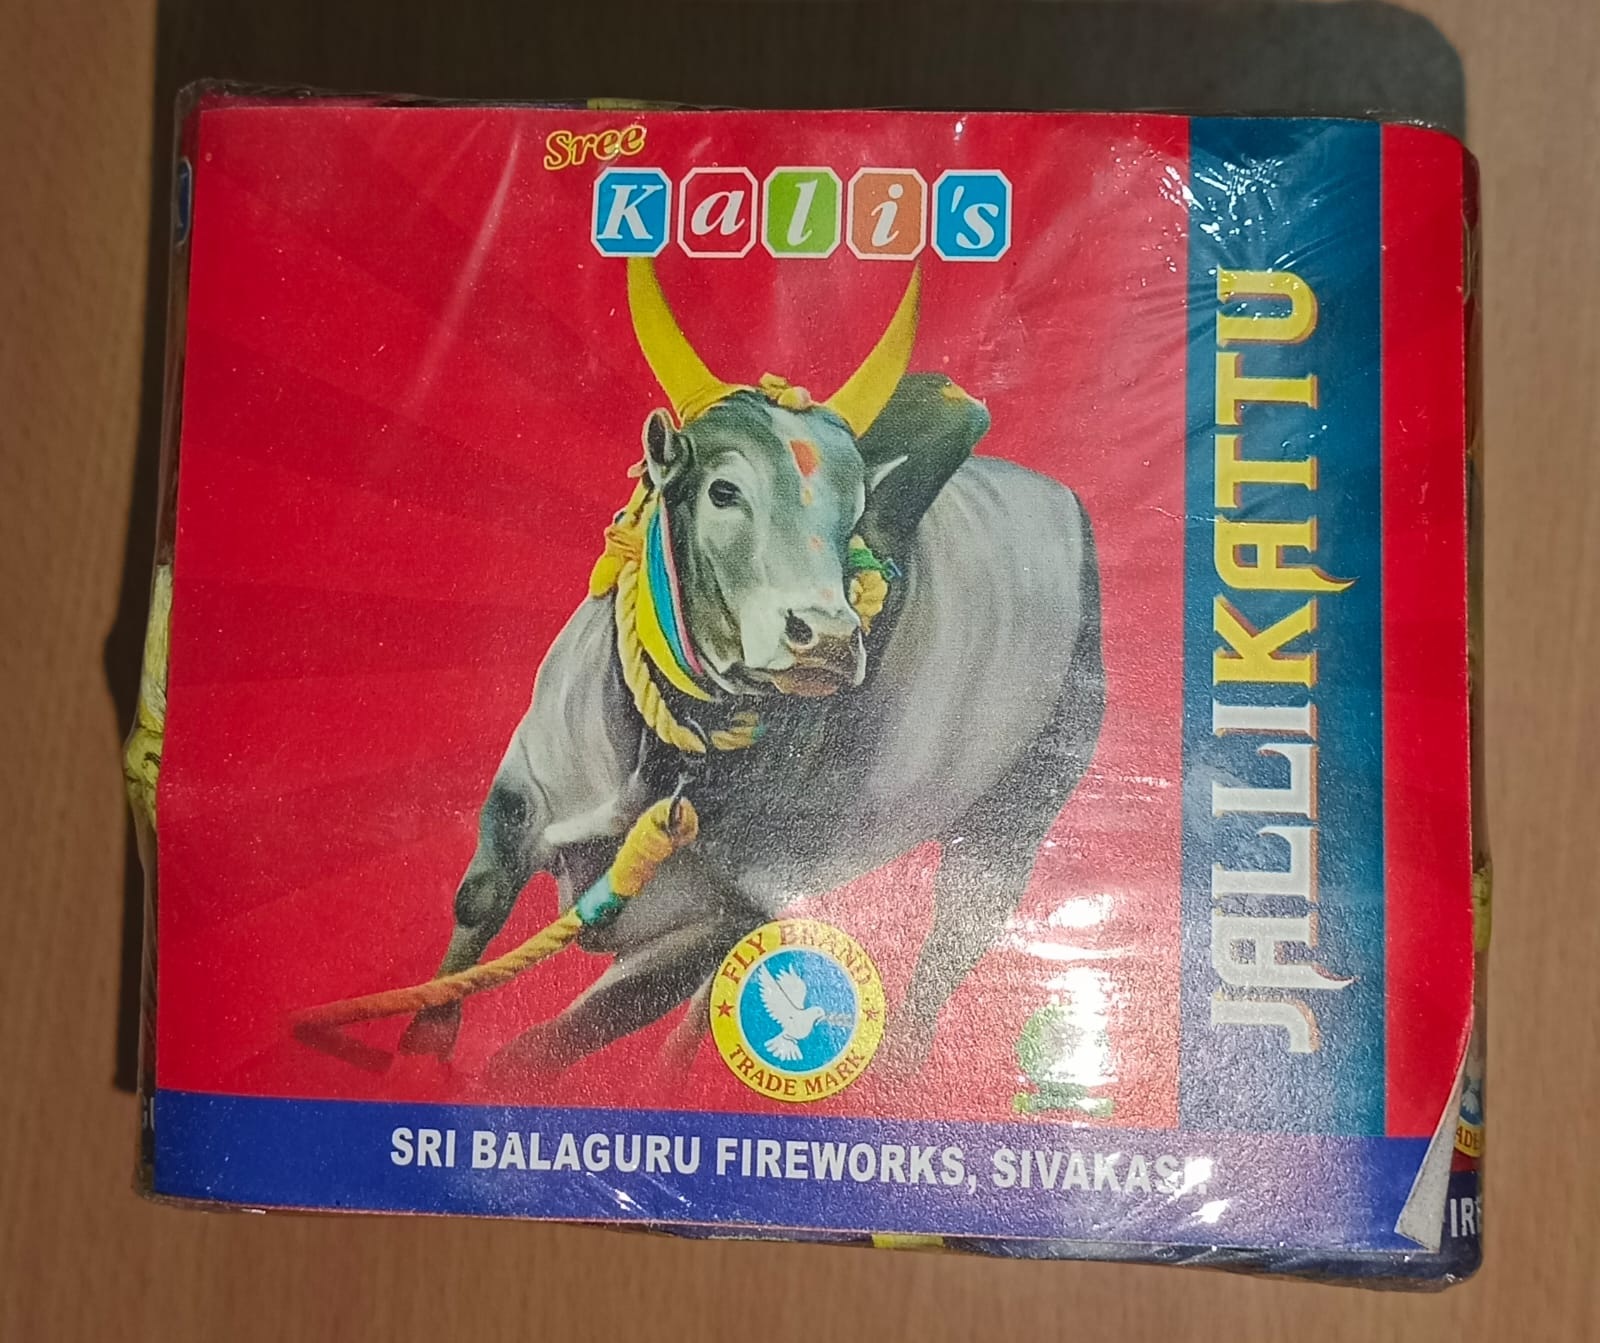 Sree
Kali's
JALLIKATTU
FLY BRAND
TRADE MARK
SRI BALAGURU FIREWORKS, SIVAKASI.